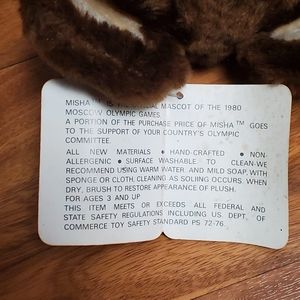 MISHA™ IS THE OFFICIAL MASCOT OF THE 1980
MOSCOW OLYMPIC GAMES
A PORTION OF THE PURCHASE PRICE OF MISHA™ GOES
TO THE SUPPORT OF YOUR COUNTRY'S OLYMPIC
COMMITTEE.
ALL NEW MATERIALS • HAND-CRAFTED • NON-
ALLERGENIC • SURFACE WASHABLE TO CLEAN-WE
RECOMMEND USING WARM WATER, AND MILD SOAP, WITH
SPONGE OR CLOTH, CLEANING AS SOILING OCCURS. WHEN
DRY, BRUSH TO RESTORE APPEARANCE OF PLUSH.
FOR AGES 3 AND UP
THIS ITEM MEETS OR EXCEEDS ALL FEDERAL AND
STATE SAFETY REGULATIONS INCLUDING US DEPT. OF
COMMERCE TOY SAFETY STANDARD PS 72-76.